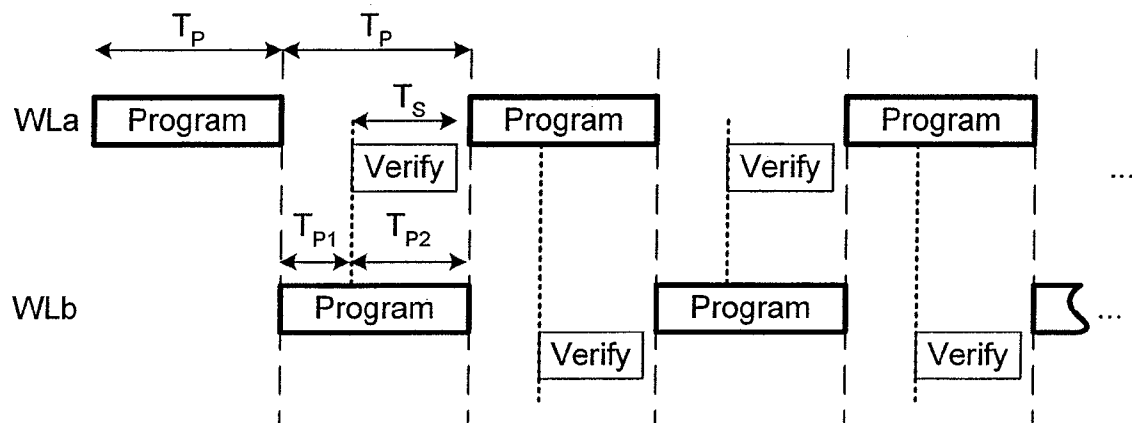 T_P T_P
WLa Program T_S Program Program
Verify Verify ...
T_P1 T_P2
WLb Program Program ...
Verify Verify